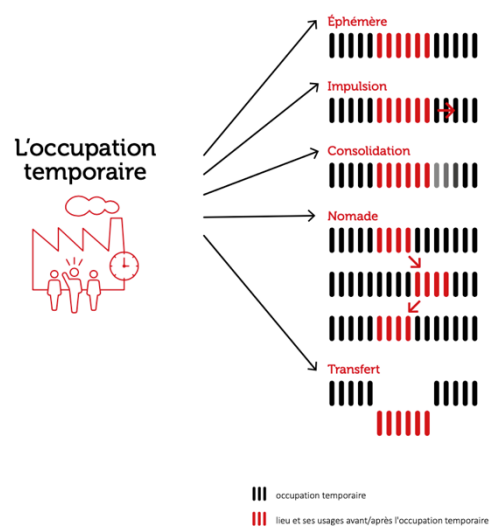 L'occupation
temporaire
Éphémère
Impulsion
Consolidation
Nomade
Transfert
occupation temporaire
lieu et ses usages avant/après l'occupation temporaire